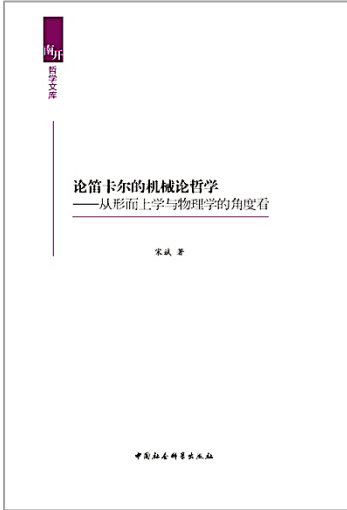 南开
哲学文库
论笛卡尔的机械论哲学
——从形而上学与物理学的角度看
宋斌 著
中国社会科学出版社